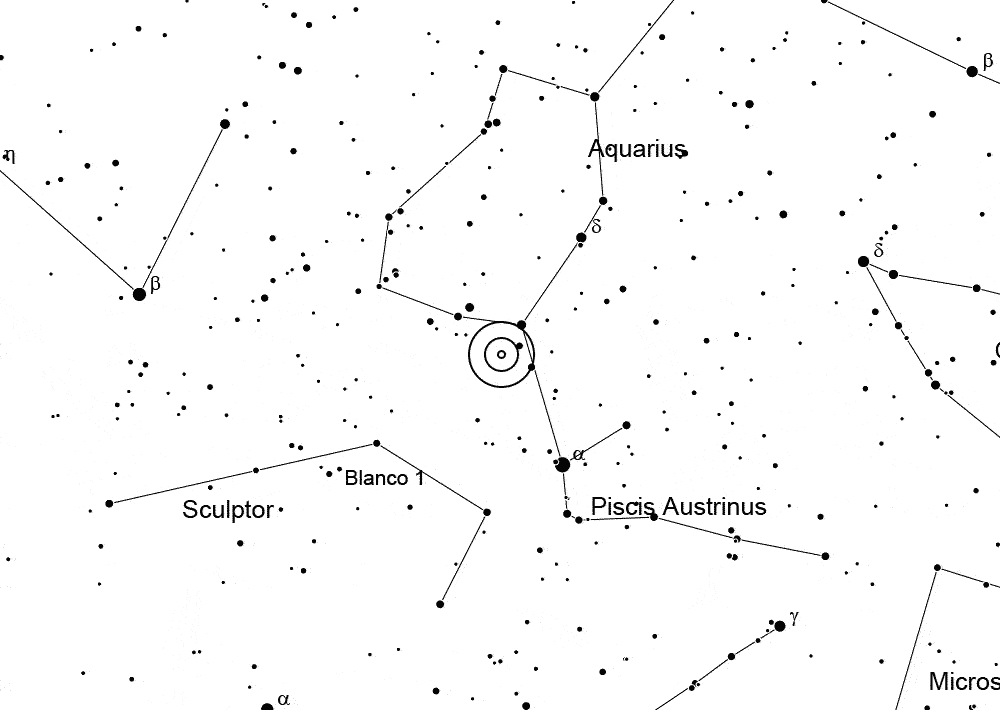 β
Aquarius
η
δ
δ
β
C
α
Blanco 1
Sculptor
Piscis Austrinus
γ
Micros
α